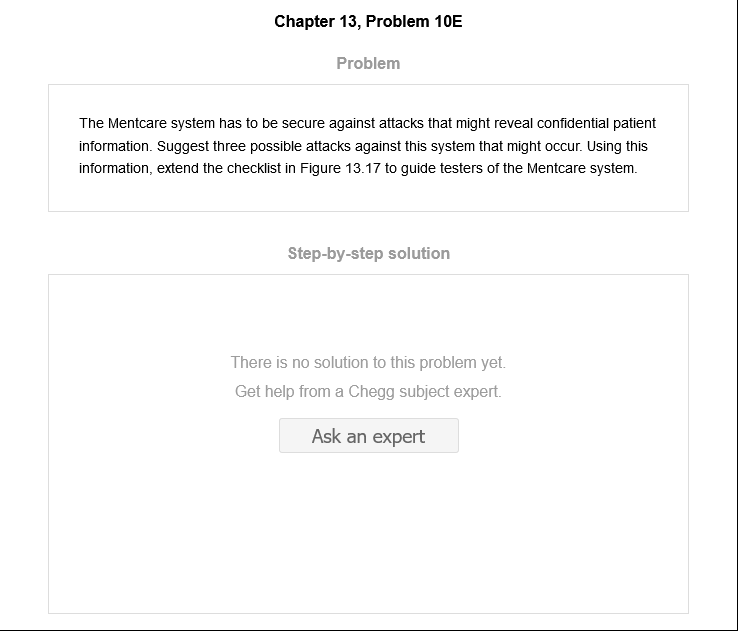 Chapter 13, Problem 10E
Problem
The Mentcare system has to be secure against attacks that might reveal confidential patient
information. Suggest three possible attacks against this system that might occur. Using this
information, extend the checklist in Figure 13.17 to guide testers of the Mentcare system.
Step-by-step solution
There is no solution to this problem yet.
Get help from a Chegg subject expert.
Ask an expert